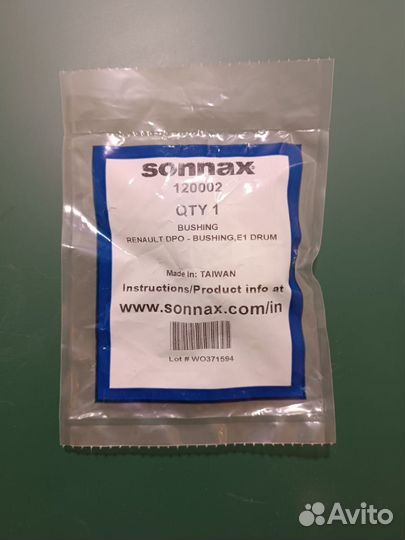 sonnax
120002
QTY 1
BUSHING
RENAULT DPO - BUSHING,E1 DRUM
Made in: TAIWAN
Instructions/Product info at
www.sonnax.com/in
Lot # WO371594
Avito